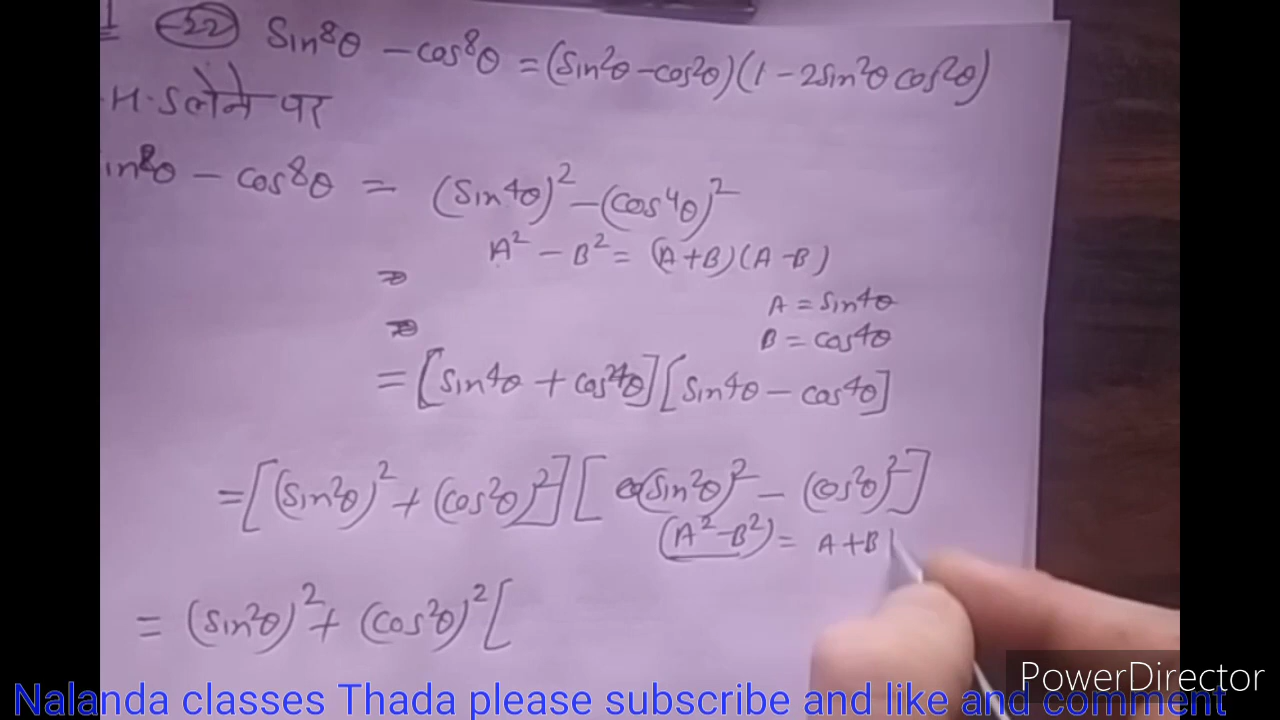 22 Sin⁸θ - cos⁸θ = (Sin²θ - cos²θ)(1 - 2Sin²θ cos²θ)
.H.S लेने पर
in⁸θ - cos⁸θ = (Sin⁴θ)² - (cos⁴θ)²
A² - B² = (A+B)(A-B)
A = Sin⁴θ
B = cos⁴θ
= [Sin⁴θ + cos⁴θ][Sin⁴θ - cos⁴θ]
= [(Sin²θ)² + (cos²θ)²][(Sin²θ)² - (cos²θ)²]
(A² - B²) = A+B
= (Sin²θ)² + (cos²θ)² [
PowerDirector
Nalanda classes Thada please subscribe and like and comment